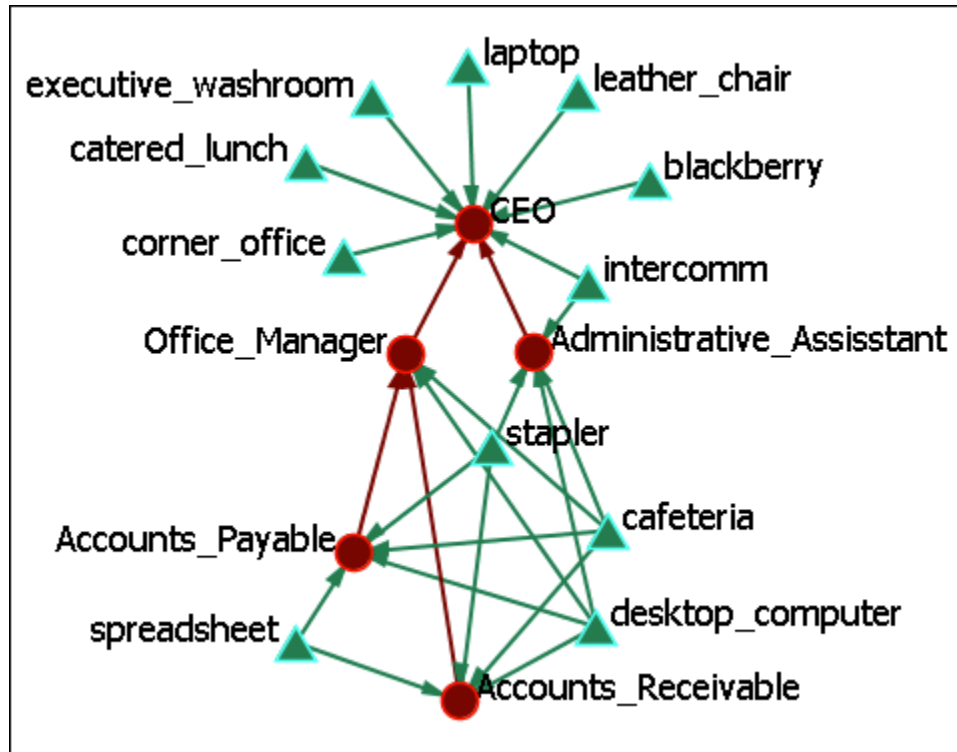 laptop
executive_washroom
leather_chair
catered_lunch
blackberry
CEO
corner_office
intercomm
Office_Manager
Administrative_Assisstant
stapler
cafeteria
Accounts_Payable
desktop_computer
spreadsheet
Accounts_Receivable